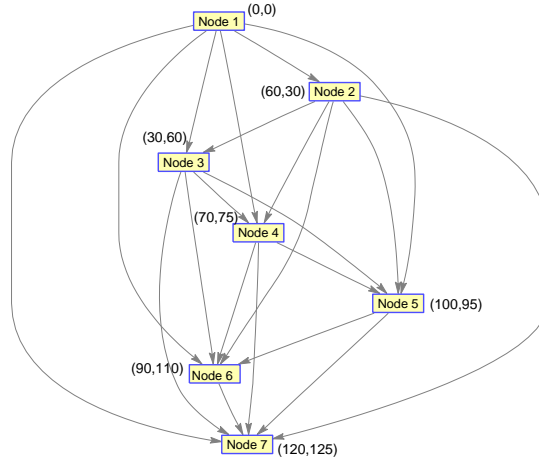 Node 1 (0,0)
(60,30) Node 2
(30,60)
Node 3
(70,75)
Node 4
Node 5 (100,95)
(90,110)
Node 6
Node 7 (120,125)